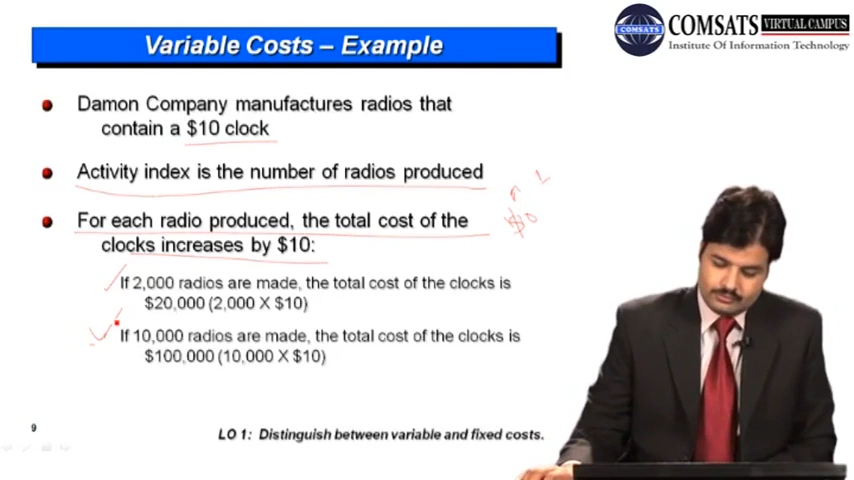 Variable Costs – Example
COMSATS
VIRTUAL CAMPUS
COMSATS
Institute Of Information Technology
Damon Company manufactures radios that
contain a $10 clock
Activity index is the number of radios produced
For each radio produced, the total cost of the
clocks increases by $10:
If 2,000 radios are made, the total cost of the clocks is
$20,000 (2,000 X $10)
If 10,000 radios are made, the total cost of the clocks is
$100,000 (10,000 X $10)
9
LO 1: Distinguish between variable and fixed costs.